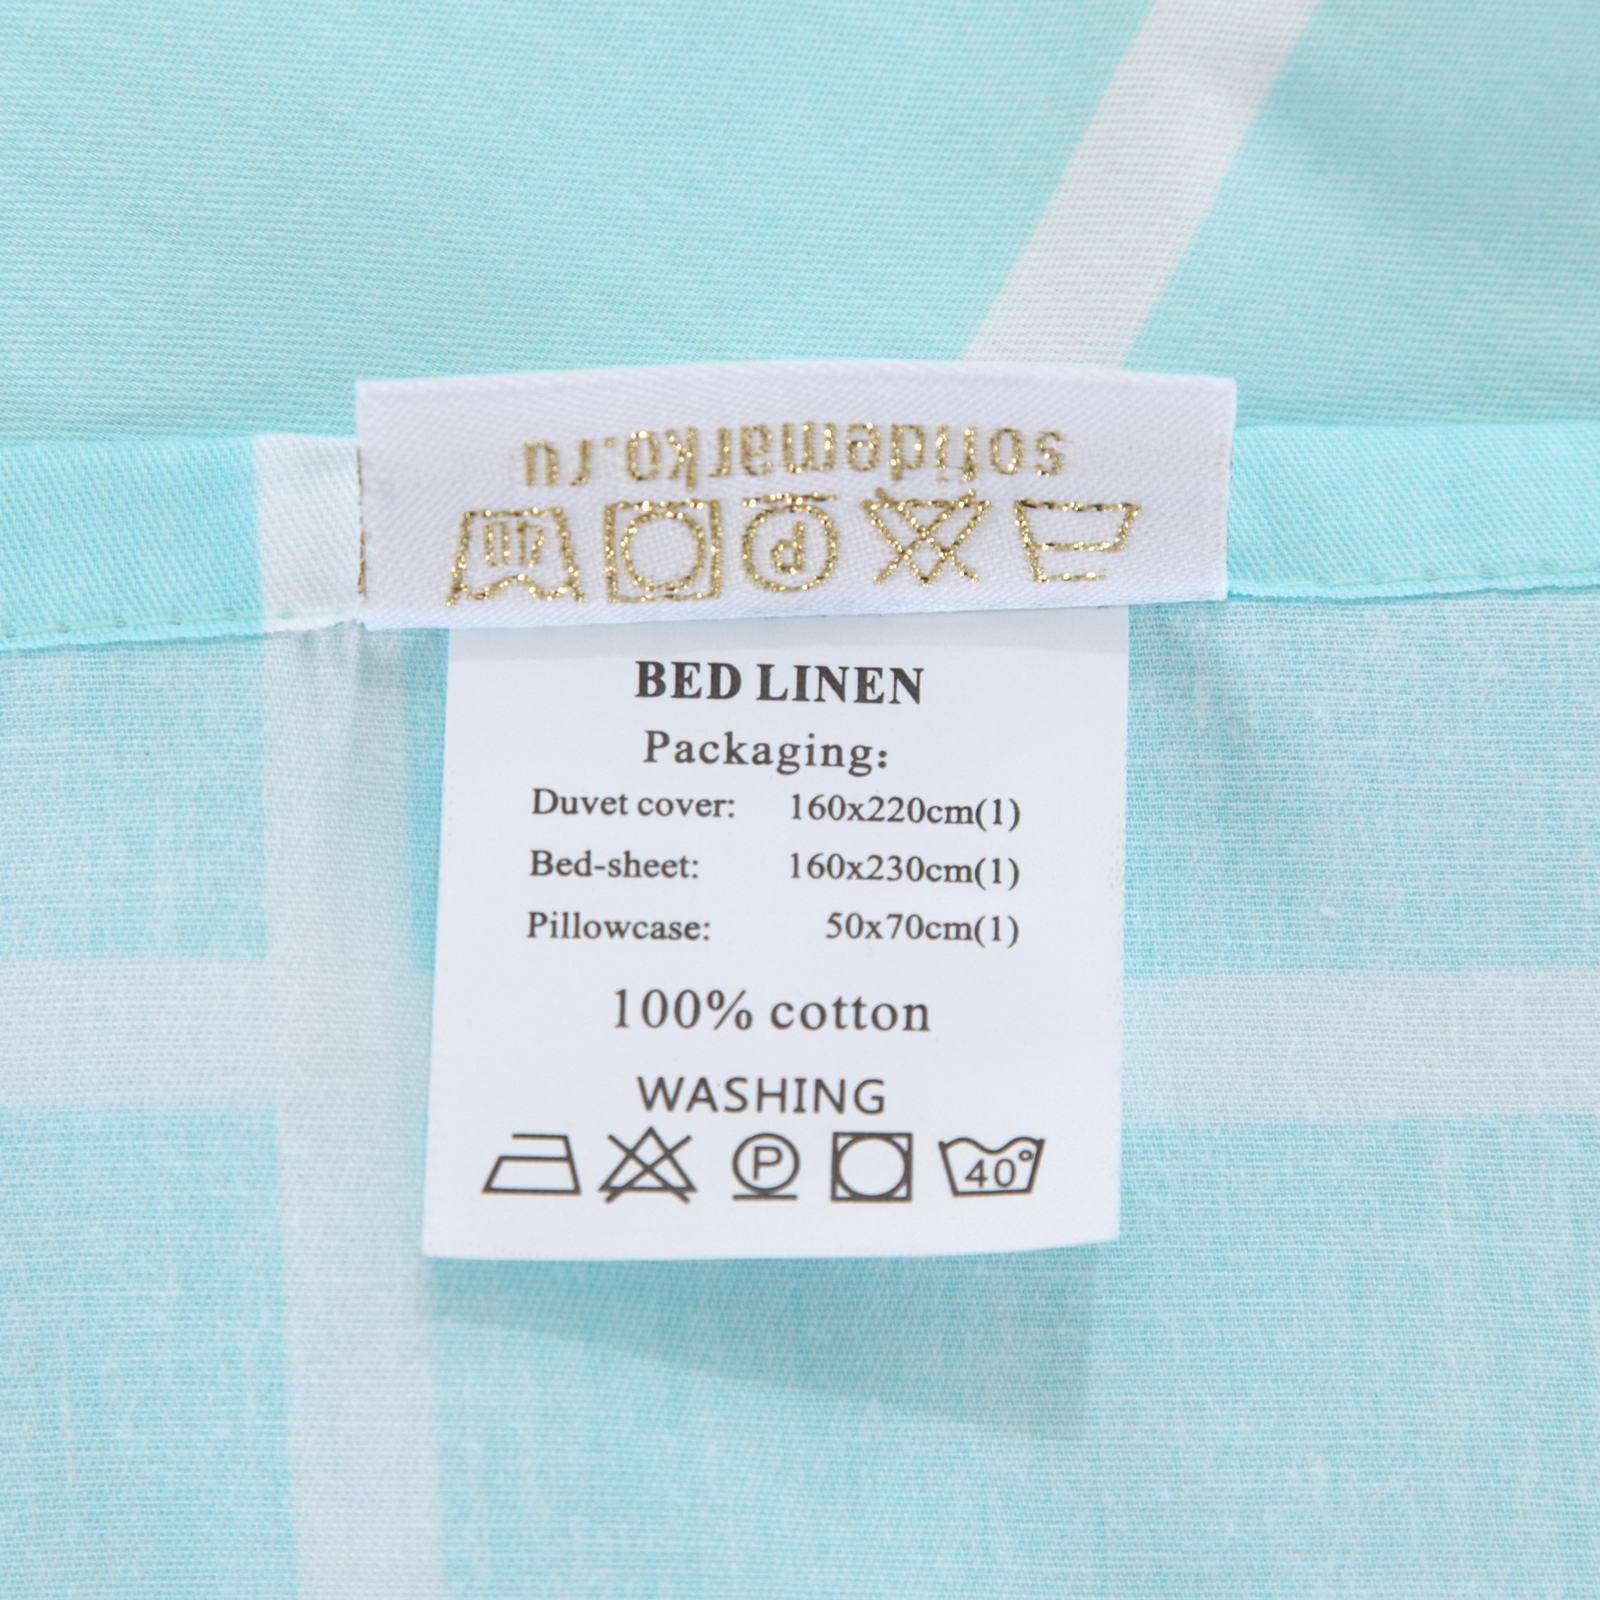 sofidemarko.ru
40
P
BED LINEN
Packaging:
Duvet cover: 160x220cm(1)
Bed-sheet: 160x230cm(1)
Pillowcase: 50x70cm(1)
100% cotton
WASHING
P 40°